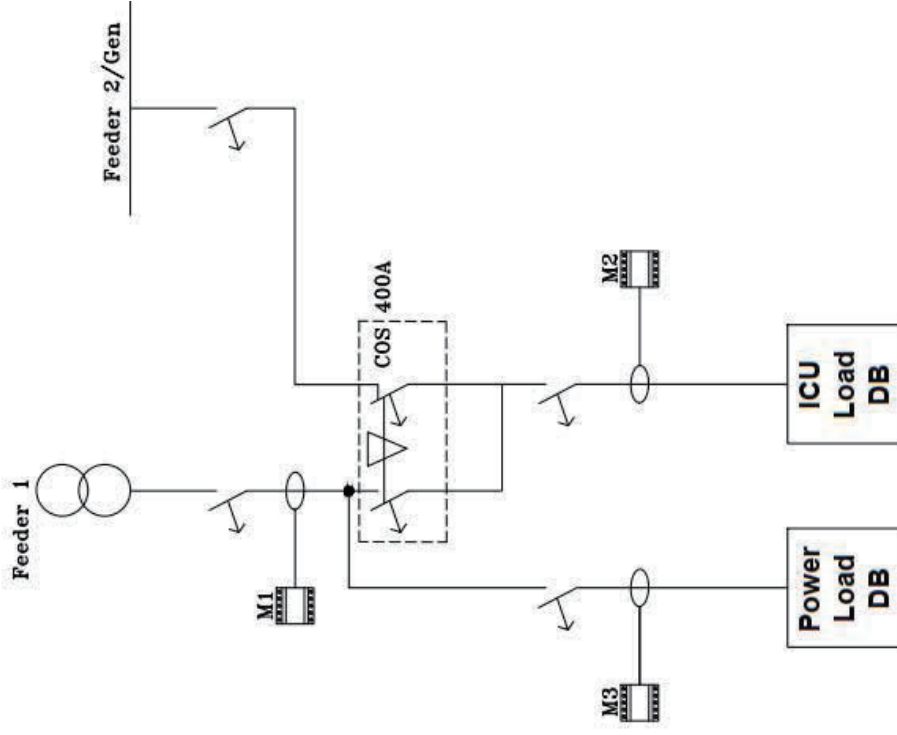 Feeder 1
Feeder 2/Gen
M1
COS 400A
M3
M2
Power
Load
DB
ICU
Load
DB